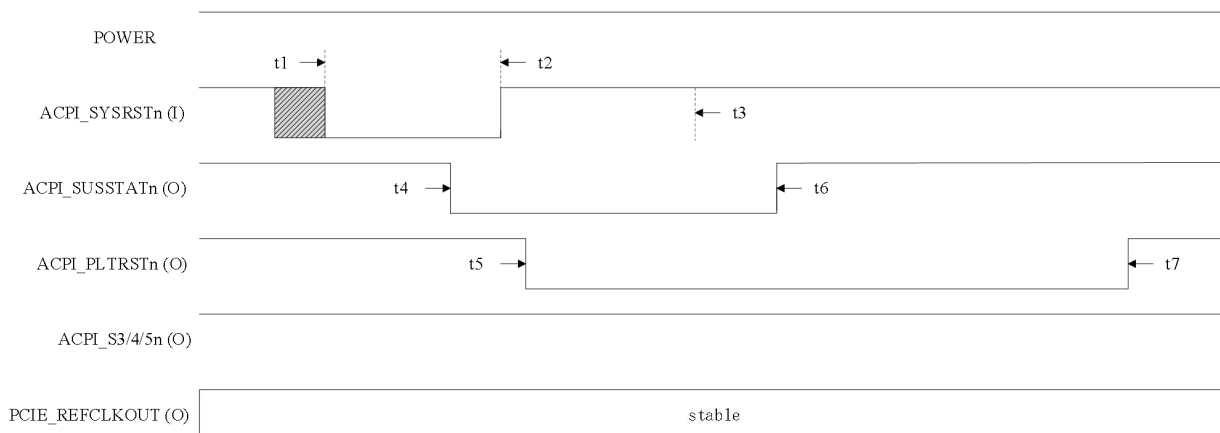 POWER
t1
t2
ACPI_SYSRSTn (I)
t3
ACPI_SUSSTATn (O)
t4
t6
ACPI_PLTRSTn (O)
t5
t7
ACPI_S3/4/5n (O)
PCIE_REFCLKOUT (O)
stable